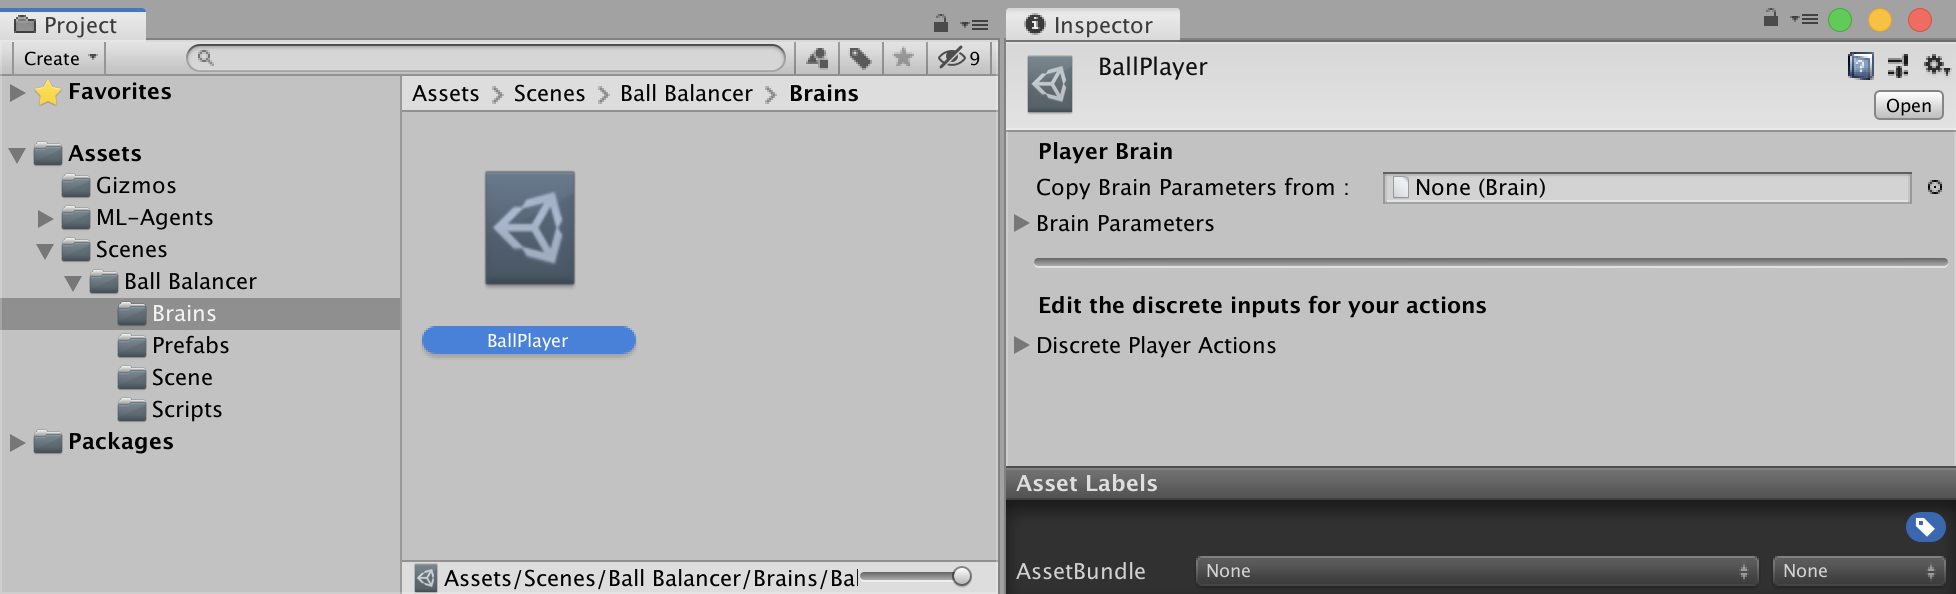 Project
Create
9
Favorites
Assets
Gizmos
ML-Agents
Scenes
Ball Balancer
Brains
Prefabs
Scene
Scripts
Packages
Assets > Scenes > Ball Balancer > Brains
BallPlayer
Assets/Scenes/Ball Balancer/Brains/Bal
Inspector
BallPlayer
Open
Player Brain
Copy Brain Parameters from : None (Brain)
Brain Parameters
Edit the discrete inputs for your actions
Discrete Player Actions
Asset Labels
AssetBundle None None